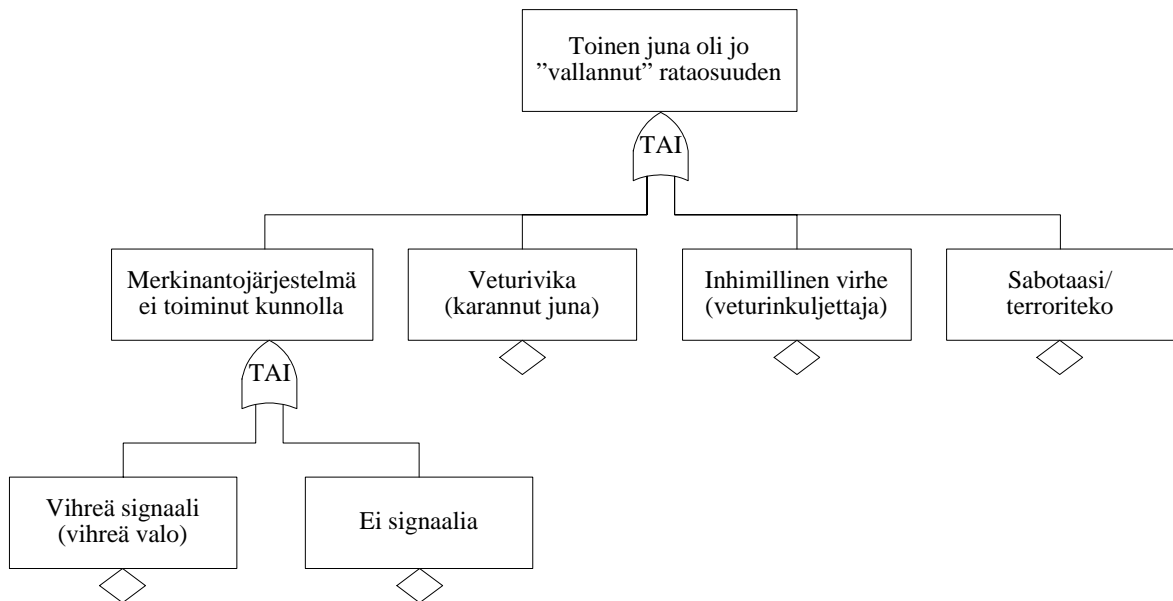 Toinen juna oli jo
”vallannut” rataosuuden
TAI
Merkinantojärjestelmä
ei toiminut kunnolla
Veturivika
(karannut juna)
Inhimillinen virhe
(veturinkuljettaja)
Sabotaasi/
terroriteko
TAI
Vihreä signaali
(vihreä valo)
Ei signaalia